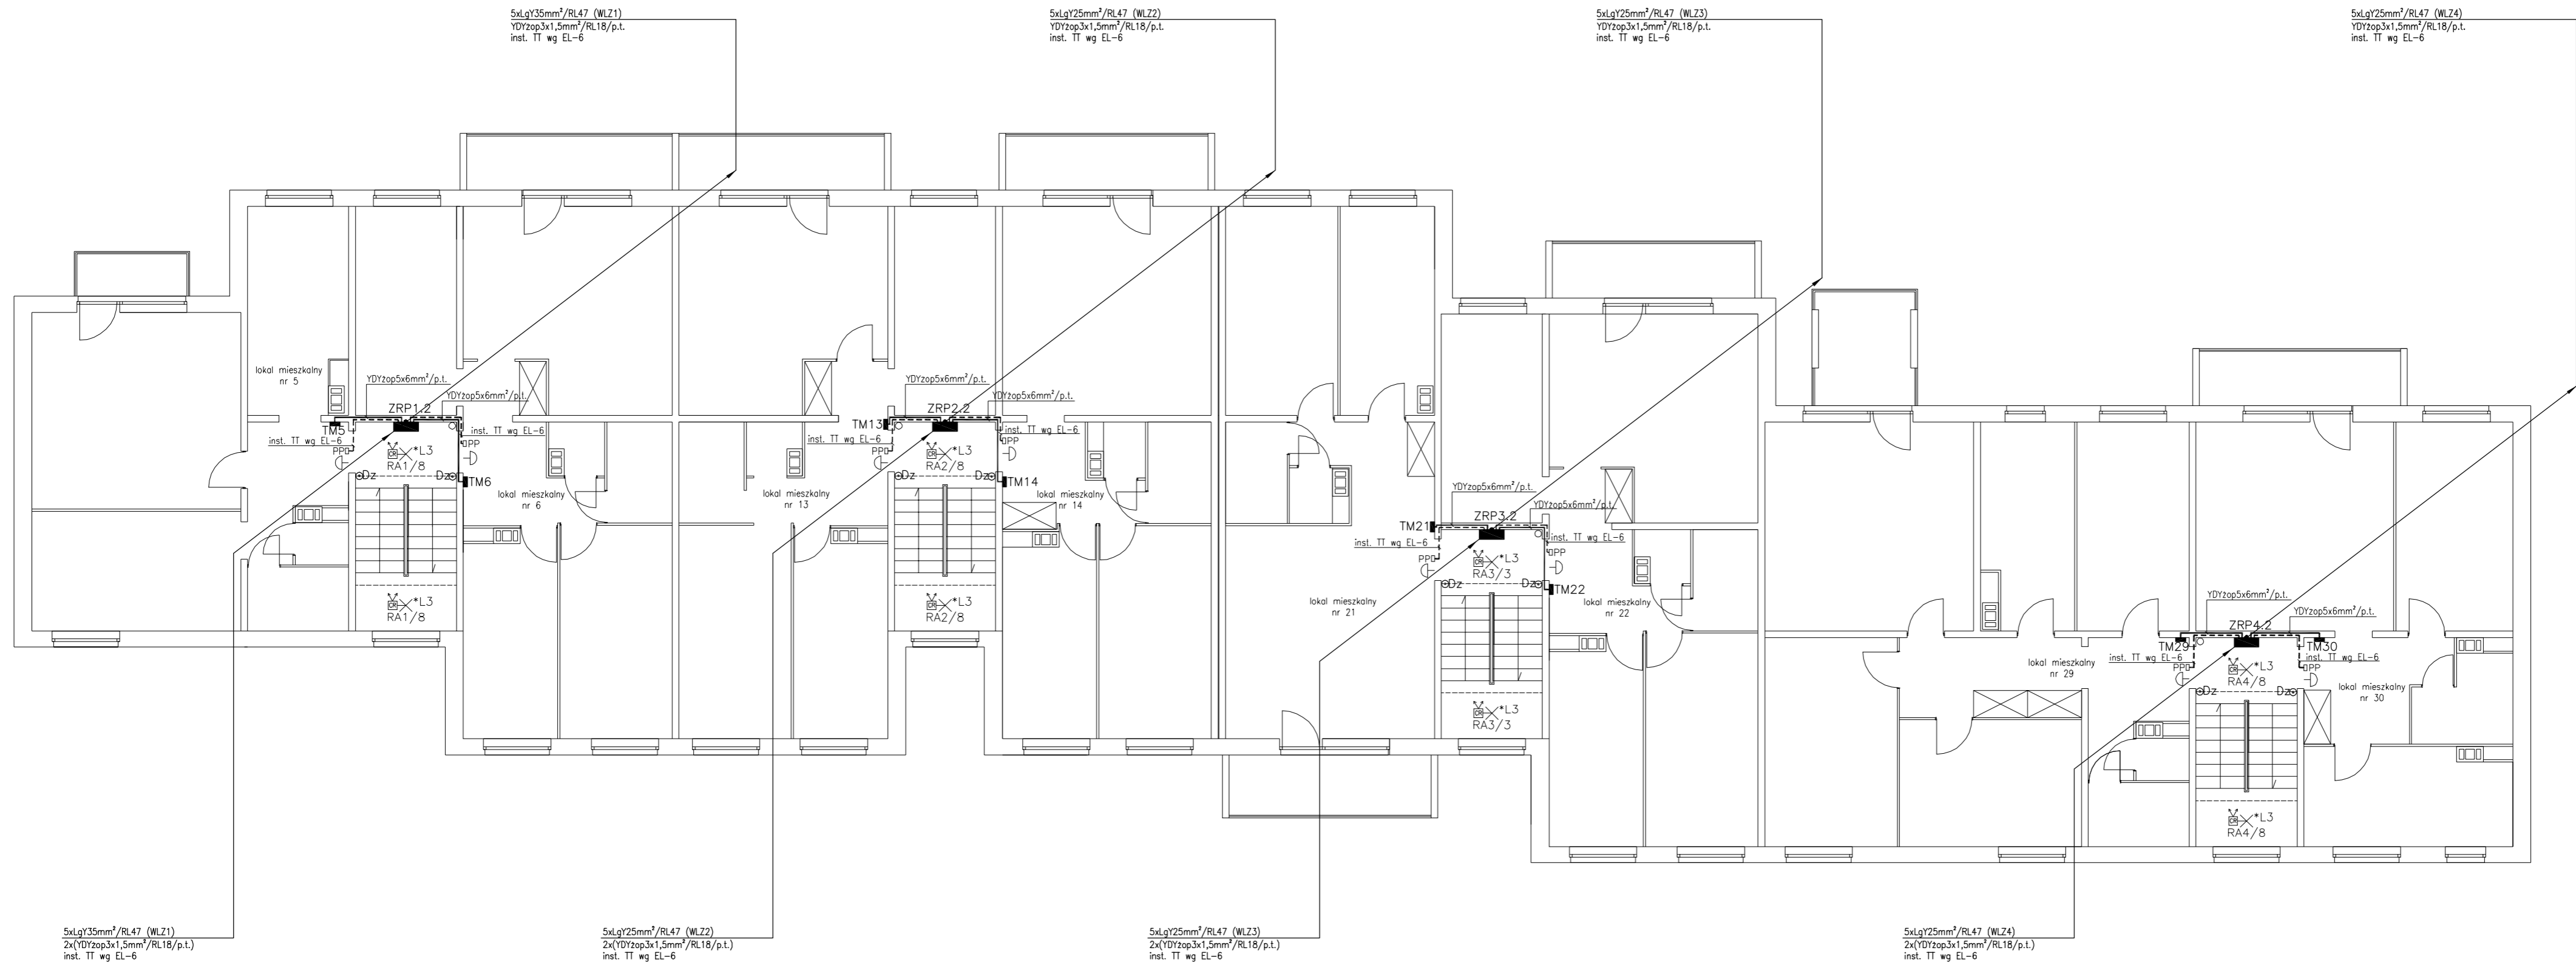 5xLgY35mm²/RL47 (WLZ1)
YDYżop3x1,5mm²/RL18/p.t.
inst. TT wg EL-6
5xLgY25mm²/RL47 (WLZ2)
YDYżop3x1,5mm²/RL18/p.t.
inst. TT wg EL-6
5xLgY25mm²/RL47 (WLZ3)
YDYżop3x1,5mm²/RL18/p.t.
inst. TT wg EL-6
5xLgY25mm²/RL47 (WLZ4)
YDYżop3x1,5mm²/RL18/p.t.
inst. TT wg EL-6
lokal mieszkalny
nr 5
YDYżop5x6mm²/p.t.
YDYżop5x6mm²/p.t.
ZRP1.2
TM5
inst. TT wg EL-6
inst. TT wg EL-6
PP
PP
*L3
RA1/8
Dz
Dz
TM6
lokal mieszkalny
nr 6
*L3
RA1/8
YDYżop5x6mm²/p.t.
YDYżop5x6mm²/p.t.
ZRP2.2
TM13
inst. TT wg EL-6
inst. TT wg EL-6
PP
PP
*L3
RA2/8
Dz
Dz
TM14
lokal mieszkalny
nr 13
lokal mieszkalny
nr 14
*L3
RA2/8
YDYżop5x6mm²/p.t.
YDYżop5x6mm²/p.t.
ZRP3.2
TM21
inst. TT wg EL-6
inst. TT wg EL-6
PP
PP
*L3
RA3/3
Dz
Dz
TM22
lokal mieszkalny
nr 21
lokal mieszkalny
nr 22
*L3
RA3/3
YDYżop5x6mm²/p.t.
YDYżop5x6mm²/p.t.
ZRP4.2
TM29
TM30
inst. TT wg EL-6
inst. TT wg EL-6
lokal mieszkalny
nr 29
PP
PP
*L3
RA4/8
Dz
Dz
lokal mieszkalny
nr 30
*L3
RA4/8
5xLgY35mm²/RL47 (WLZ1)
2x(YDYżop3x1,5mm²/RL18/p.t.)
inst. TT wg EL-6
5xLgY25mm²/RL47 (WLZ2)
2x(YDYżop3x1,5mm²/RL18/p.t.)
inst. TT wg EL-6
5xLgY25mm²/RL47 (WLZ3)
2x(YDYżop3x1,5mm²/RL18/p.t.)
inst. TT wg EL-6
5xLgY25mm²/RL47 (WLZ4)
2x(YDYżop3x1,5mm²/RL18/p.t.)
inst. TT wg EL-6